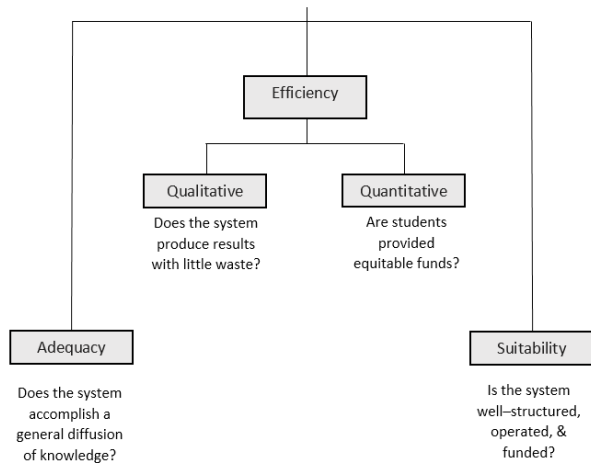 Efficiency
Qualitative
Does the system
produce results
with little waste?
Quantitative
Are students
provided
equitable funds?
Adequacy
Does the system
accomplish a
general diffusion
of knowledge?
Suitability
Is the system
well–structured,
operated, &
funded?